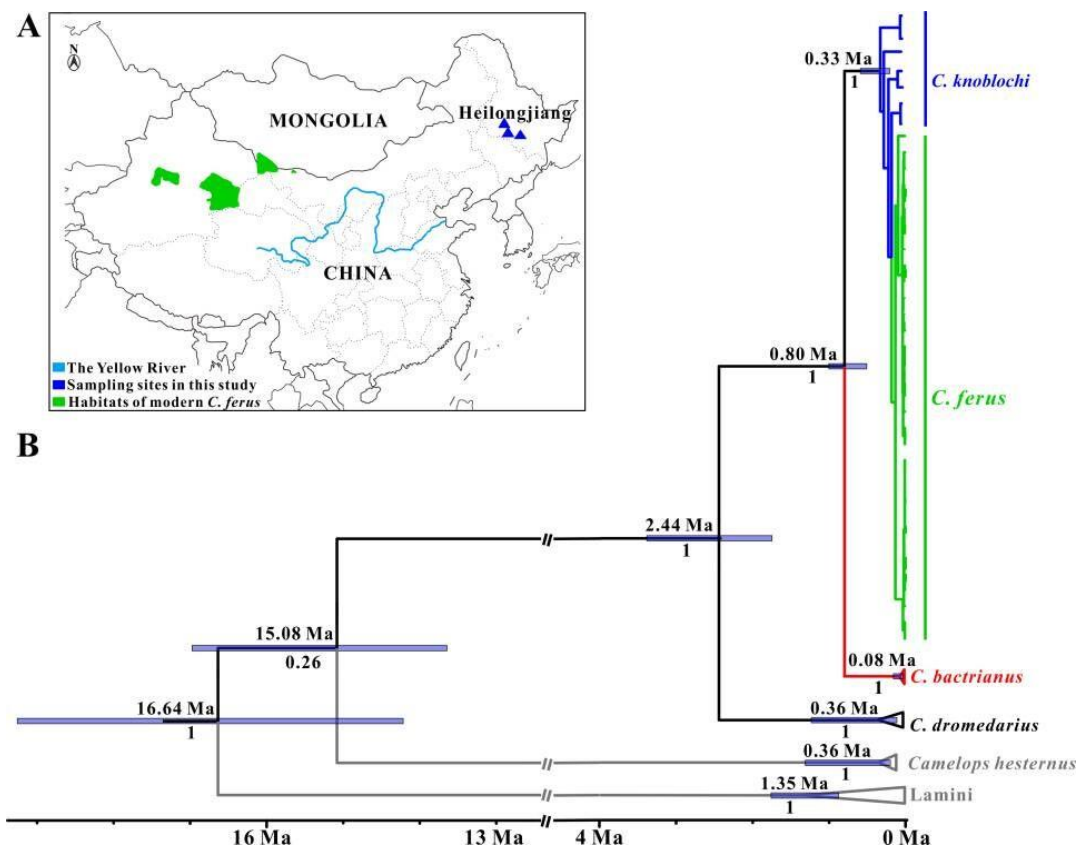 A
N
MONGOLIA
Heilongjiang
CHINA
The Yellow River
Sampling sites in this study
Habitats of modern C. ferus
B
0.33 Ma
1
C. knoblochi
0.80 Ma
1
C. ferus
2.44 Ma
1
15.08 Ma
0.26
0.08 Ma
1
C. bactrianus
16.64 Ma
1
0.36 Ma
1
C. dromedarius
0.36 Ma
1
Camelops hesternus
1.35 Ma
1
Lamini
16 Ma
13 Ma
4 Ma
0 Ma